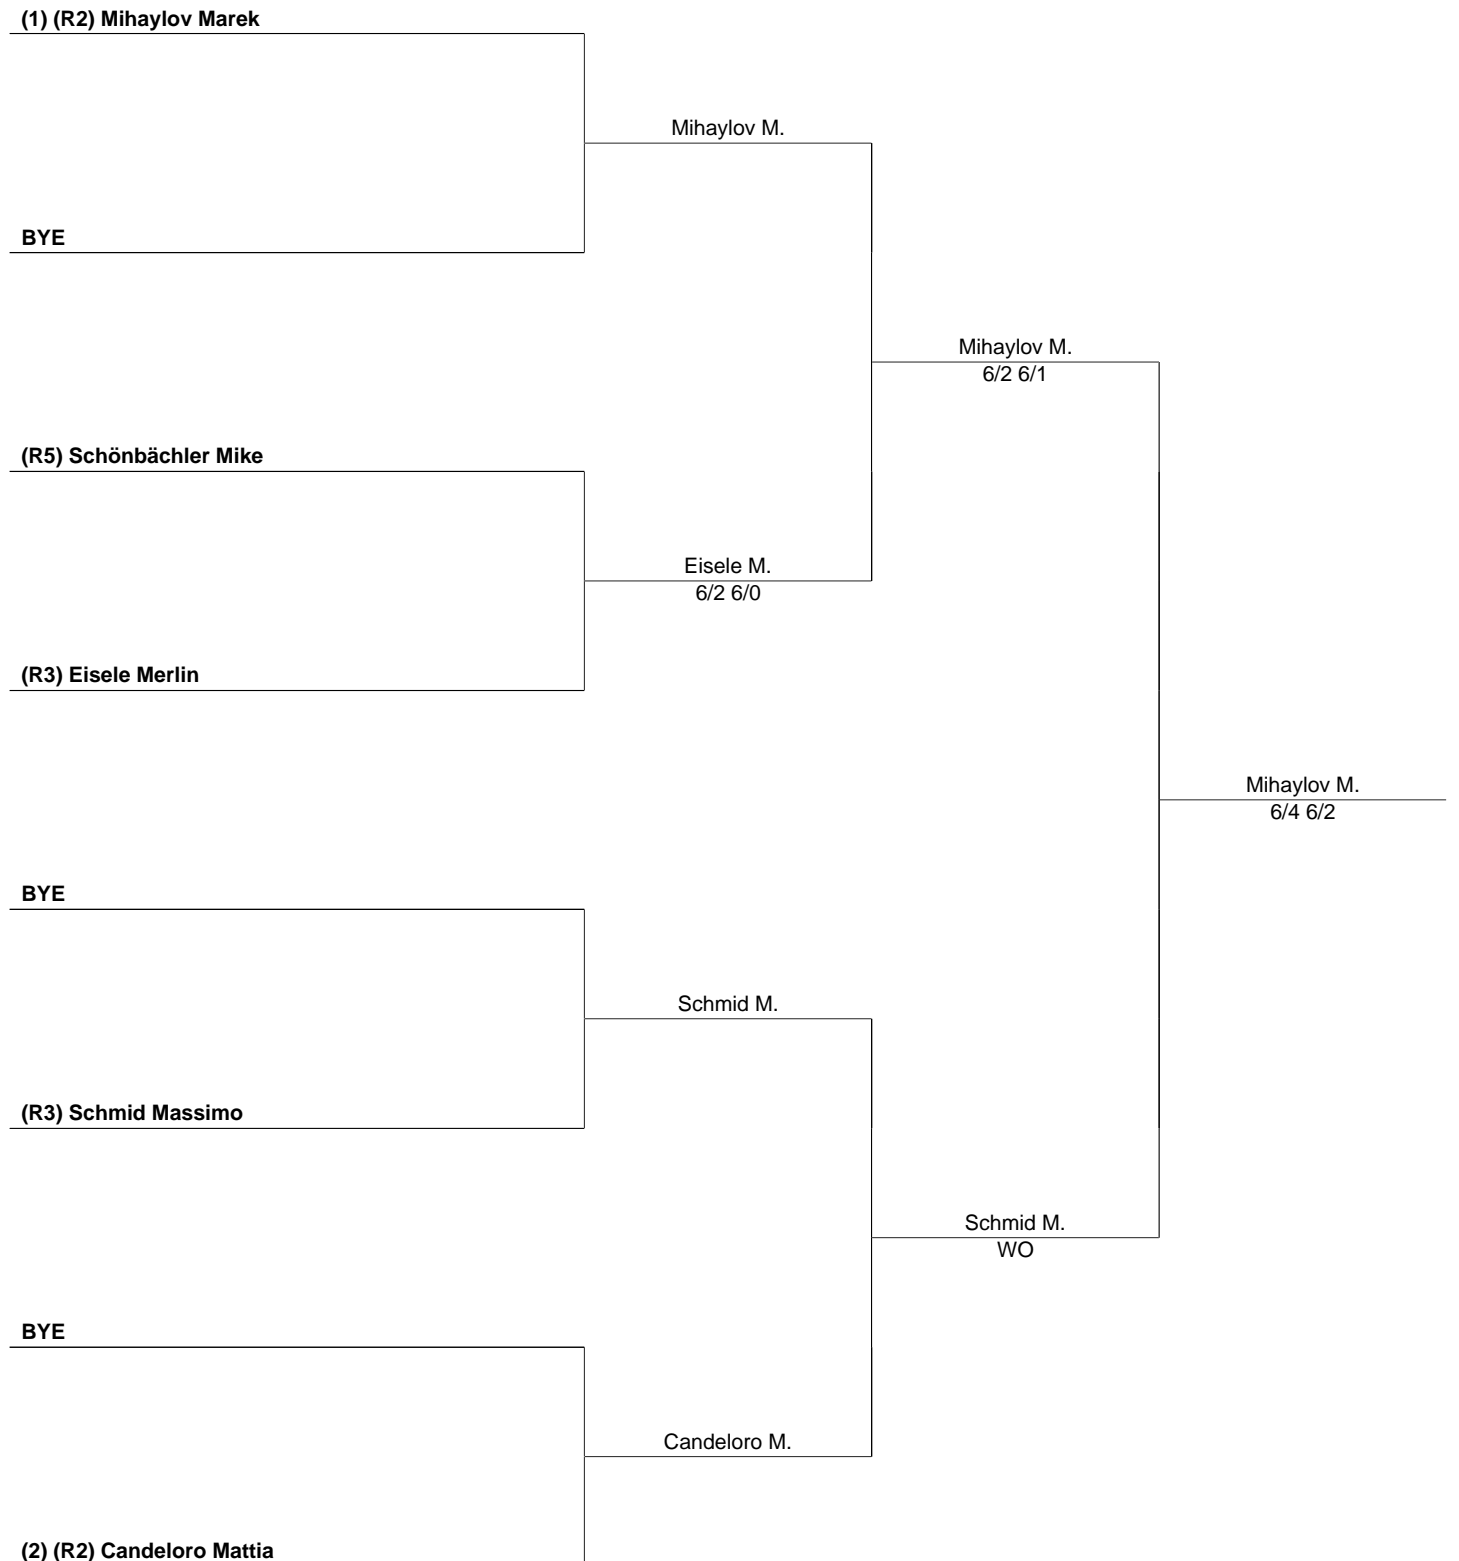 (1) (R2) Mihaylov Marek
Mihaylov M.
BYE
Mihaylov M.
6/2 6/1
(R5) Schönbächler Mike
Eisele M.
6/2 6/0
(R3) Eisele Merlin
Mihaylov M.
6/4 6/2
BYE
Schmid M.
(R3) Schmid Massimo
Schmid M.
WO
BYE
Candeloro M.
(2) (R2) Candeloro Mattia